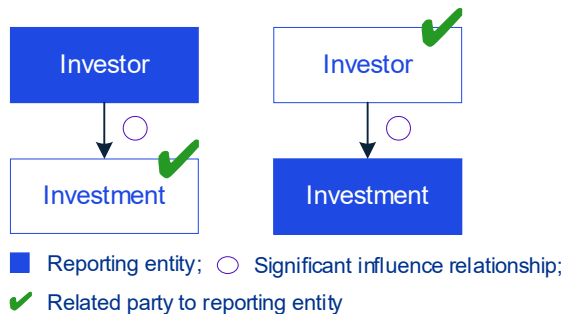 Investor
Investor
Investment
Investment
Reporting entity; Significant influence relationship;
Related party to reporting entity